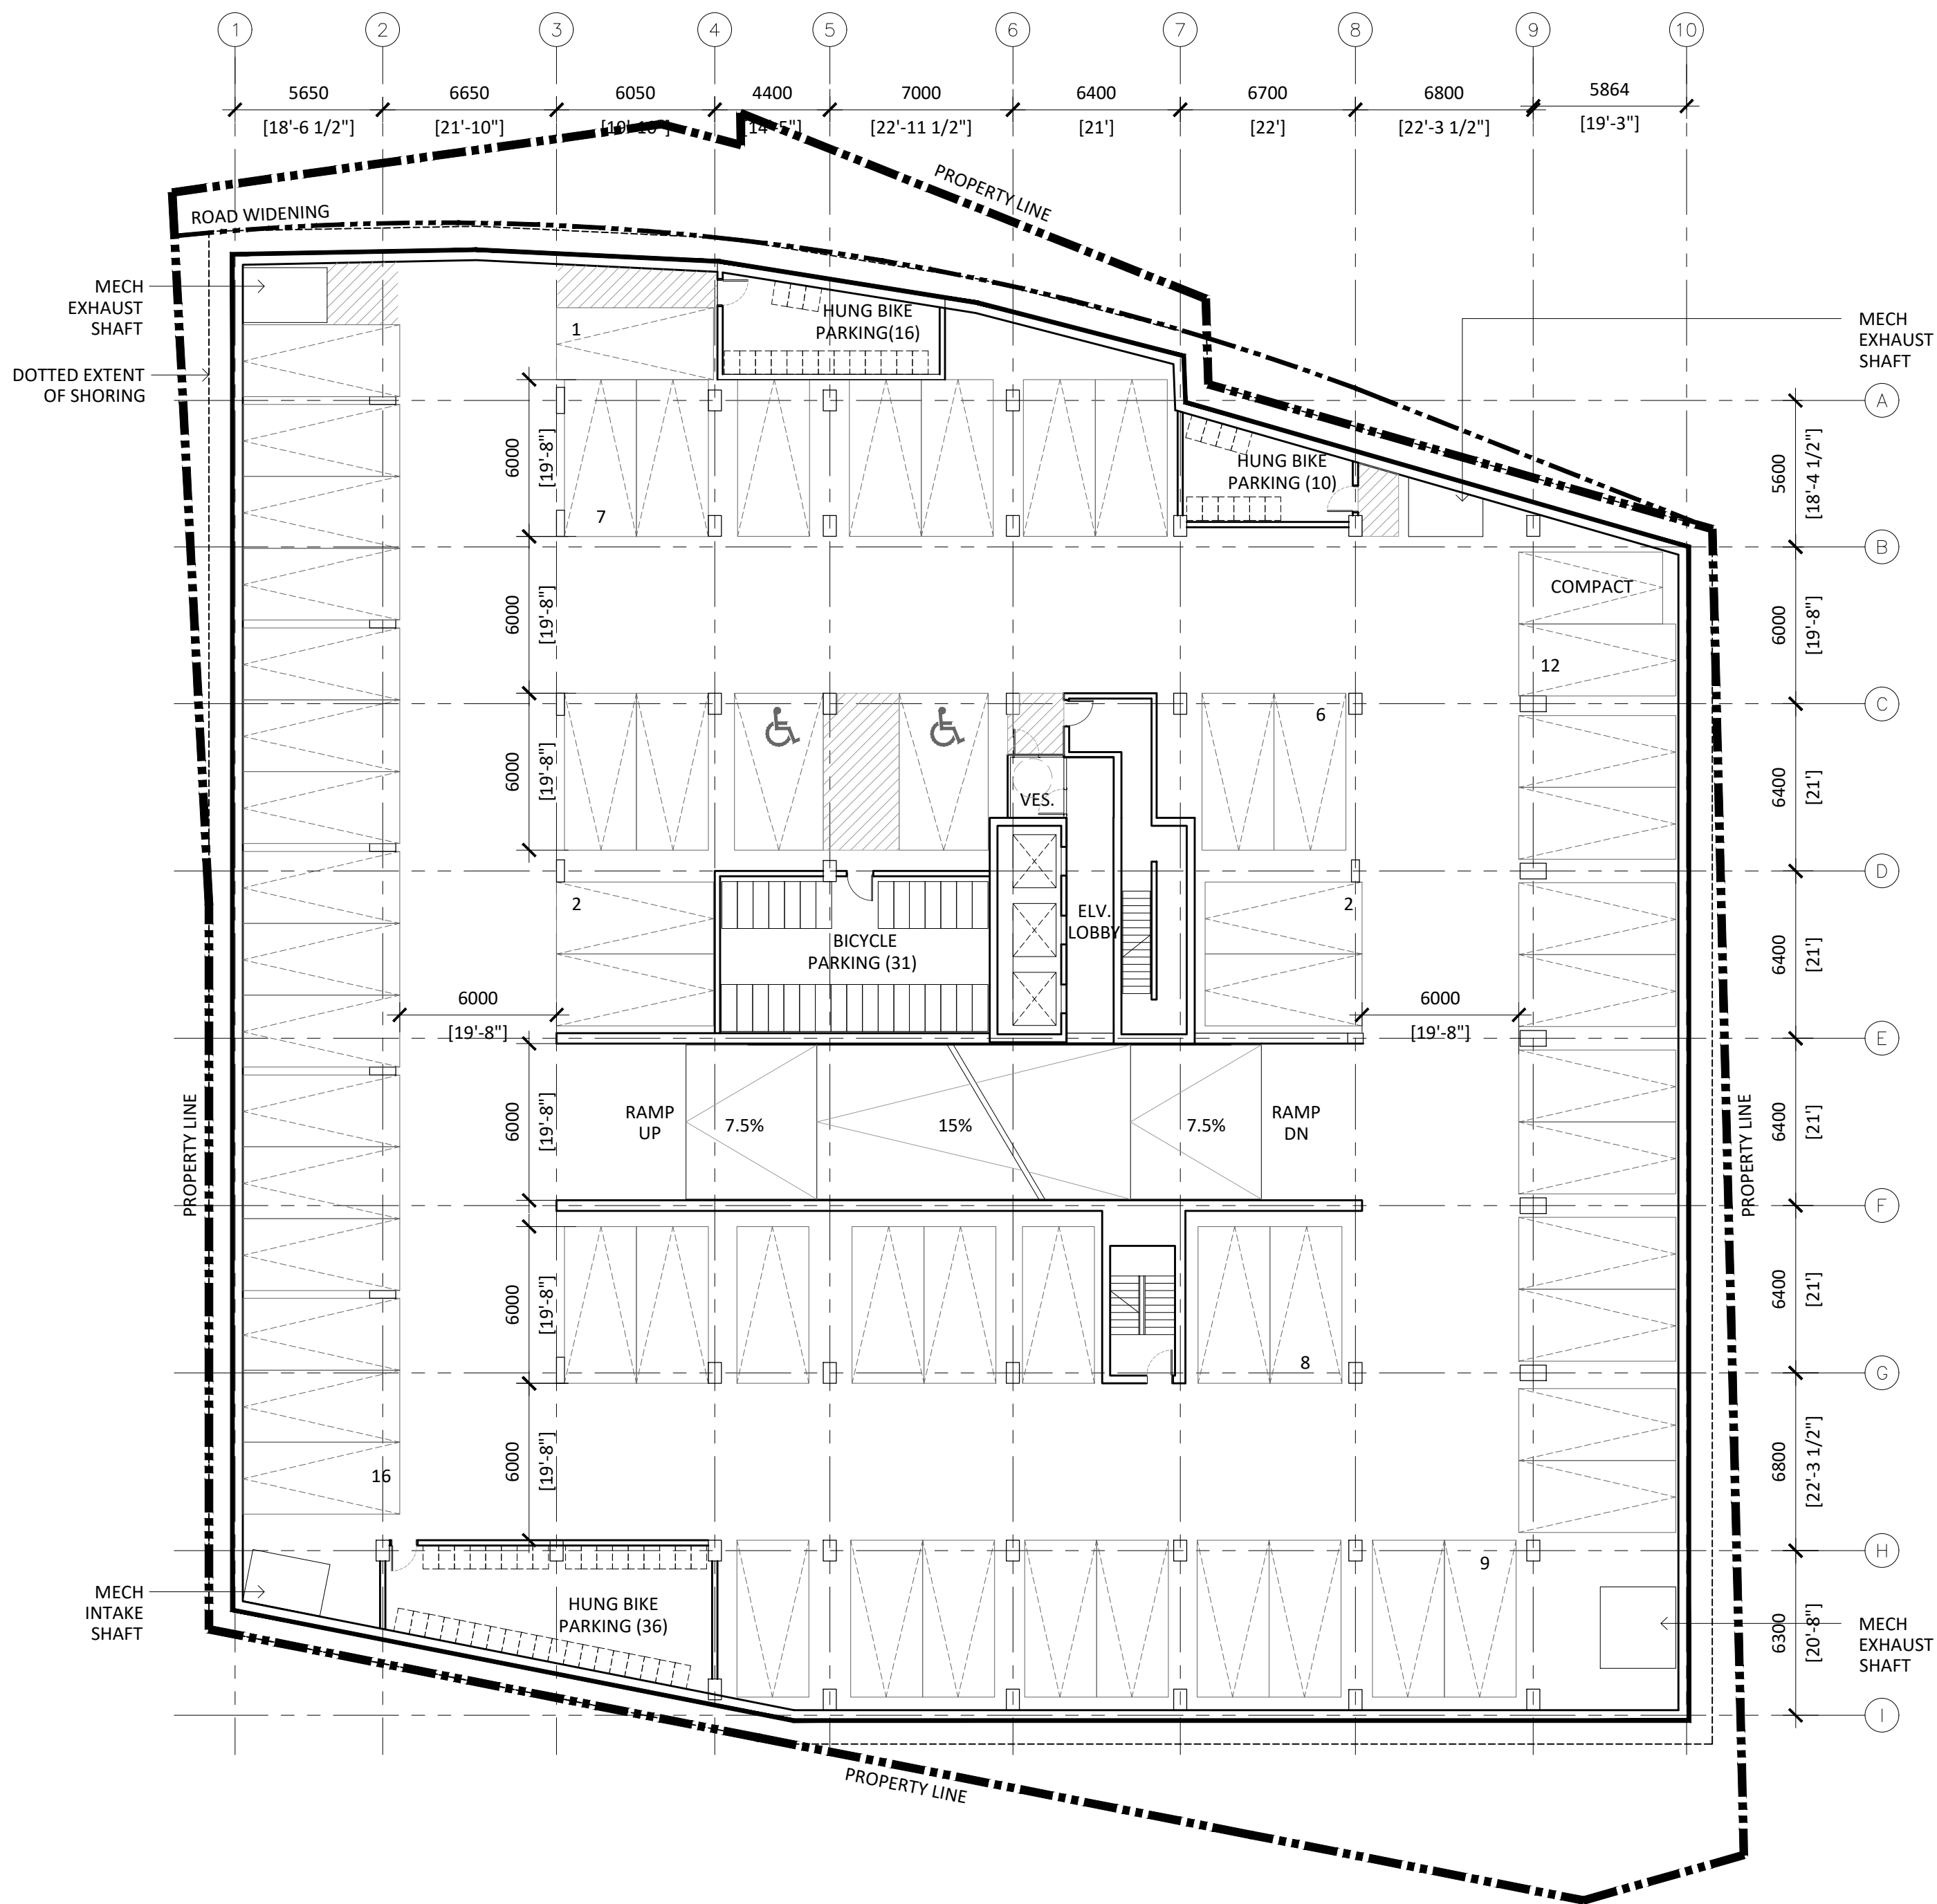 1
2
3
4
5
6
7
8
9
10
5650
6650
6050
4400
7000
6400
6700
6800
5864
[18'-6 1/2"]
[21'-10"]
[19'-10"]
[14'-5"]
[22'-11 1/2"]
[21']
[22']
[22'-3 1/2"]
[19'-3"]
PROPERTY LINE
ROAD WIDENING
MECH
EXHAUST
SHAFT
DOTTED EXTENT
OF SHORING
HUNG BIKE
PARKING(16)
1
MECH
EXHAUST
SHAFT
A
6000
[19'-8"]
7
HUNG BIKE
PARKING (10)
5600
[18'-4 1/2"]
B
COMPACT
6000
[19'-8"]
12
6000
[19'-8"]
C
6
6000
[19'-8"]
VES.
6400
[21']
D
2
BICYCLE
PARKING (31)
ELV.
LOBBY
2
6400
[21']
6000
[19'-8"]
6000
[19'-8"]
E
PROPERTY LINE
6000
[19'-8"]
RAMP
UP
7.5%
15%
7.5%
RAMP
DN
PROPERTY LINE
6400
[21']
F
6000
[19'-8"]
8
6400
[21']
G
16
6000
[19'-8"]
6800
[22'-3 1/2"]
H
9
MECH
INTAKE
SHAFT
HUNG BIKE
PARKING (36)
6300
[20'-8"]
MECH
EXHAUST
SHAFT
I
PROPERTY LINE